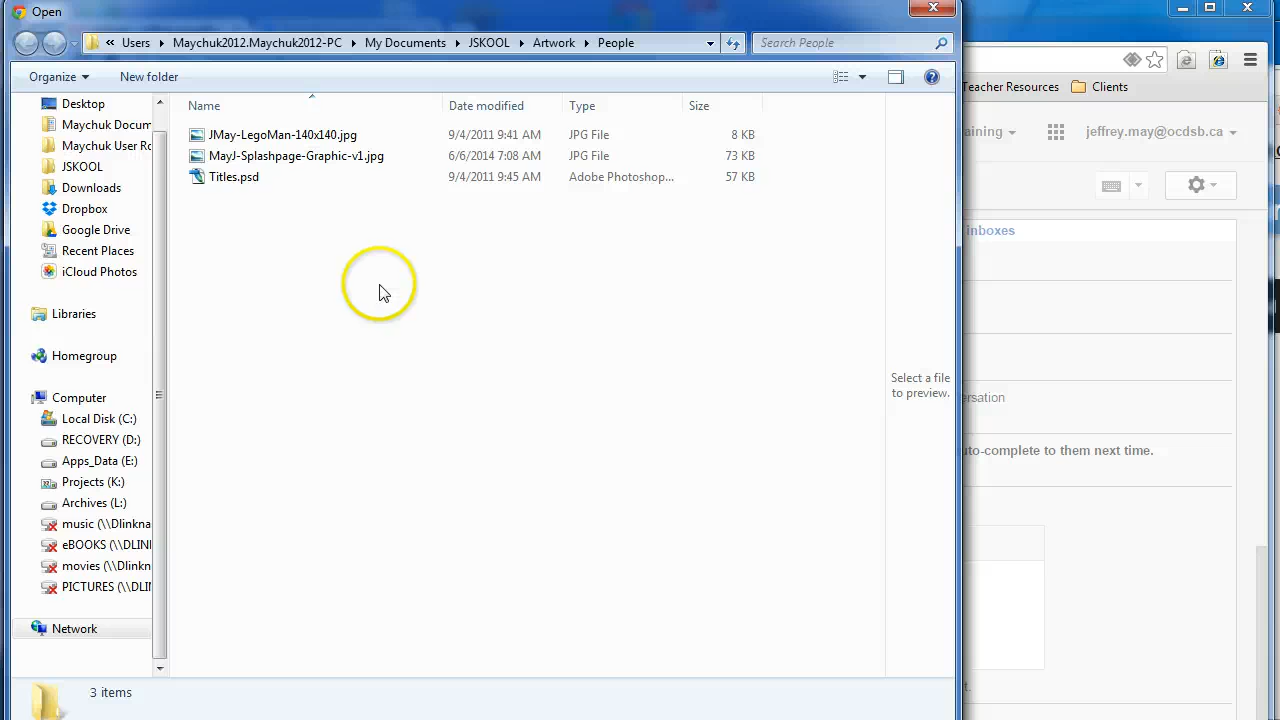 Open
« Users ▸ Maychuk2012.Maychuk2012-PC ▸ My Documents ▸ JSKOOL ▸ Artwork ▸ People
Search People
Organize
New folder
Teacher Resources
Clients
aining
jeffrey.may@ocdsb.ca
Name
Date modified
Type
Size
JMay-LegoMan-140x140.jpg 9/4/2011 9:41 AM JPG File 8 KB
MayJ-Splashpage-Graphic-v1.jpg 6/6/2014 7:08 AM JPG File 73 KB
Titles.psd 9/4/2011 9:45 AM Adobe Photoshop... 57 KB
Desktop
Maychuk Docum
Maychuk User Ro
JSKOOL
Downloads
Dropbox
Google Drive
Recent Places
iCloud Photos
Libraries
Homegroup
Computer
Local Disk (C:)
RECOVERY (D:)
Apps_Data (E:)
Projects (K:)
Archives (L:)
music (\\Dlinkna
eBOOKS (\\DLINI
movies (\\Dlinkn
PICTURES (\\DLI
Network
Select a file
to preview.
inboxes
ersation
uto-complete to them next time.
t.
3 items